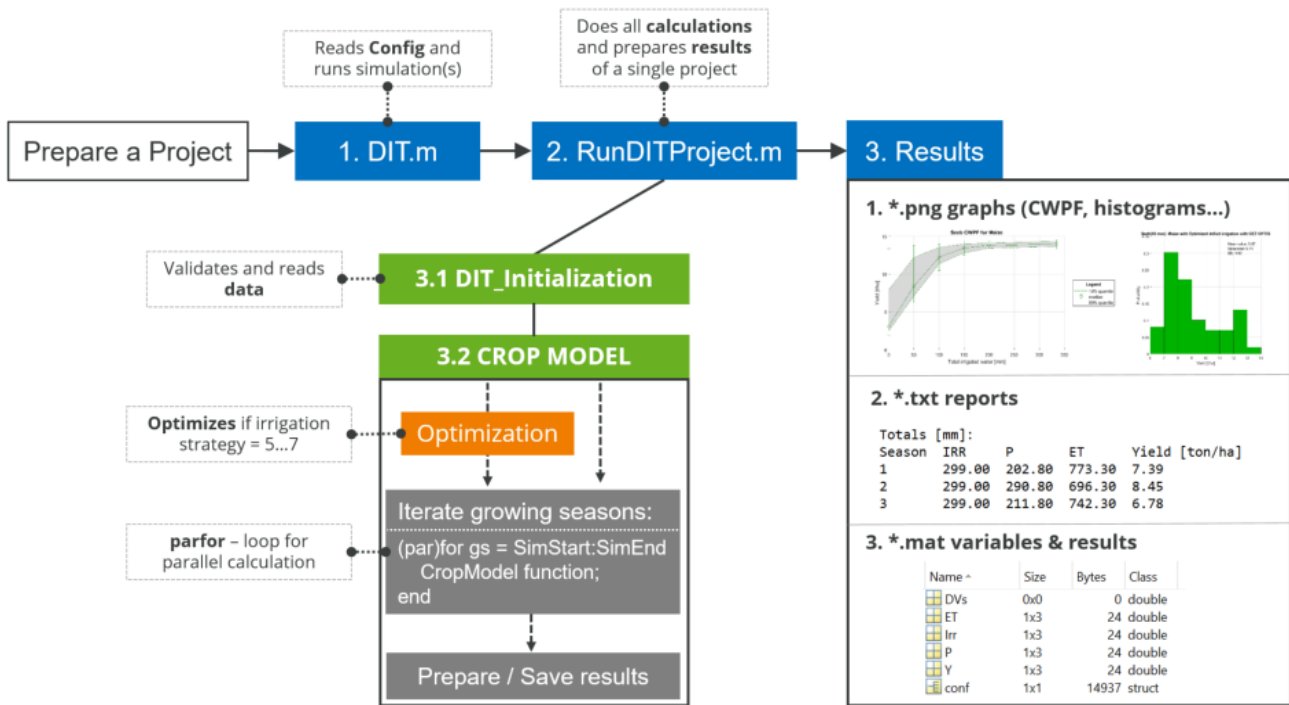 Reads Config and
runs simulation(s)
Does all calculations
and prepares results
of a single project
Prepare a Project
1. DIT.m
2. RunDITProject.m
3. Results
Validates and reads
data
3.1 DIT_Initialization
3.2 CROP MODEL
Optimizes if irrigation
strategy = 5...7
Optimization
Iterate growing seasons:
parfor – loop for
parallel calculation
(par)for gs = SimStart:SimEnd
CropModel function;
end
Prepare / Save results
1. *.png graphs (CWPF, histograms...)
Total irrigated water [mm]
Legend
median
2. *.txt reports
Totals [mm]:
Season IRR P ET Yield [ton/ha]
1 299.00 202.80 773.30 7.39
2 299.00 290.80 696.30 8.45
3 299.00 211.80 742.30 6.78
3. *.mat variables & results
Name Size Bytes Class
DVs 0x0 0 double
ET 1x3 24 double
Irr 1x3 24 double
P 1x3 24 double
Y 1x3 24 double
conf 1x1 14937 struct